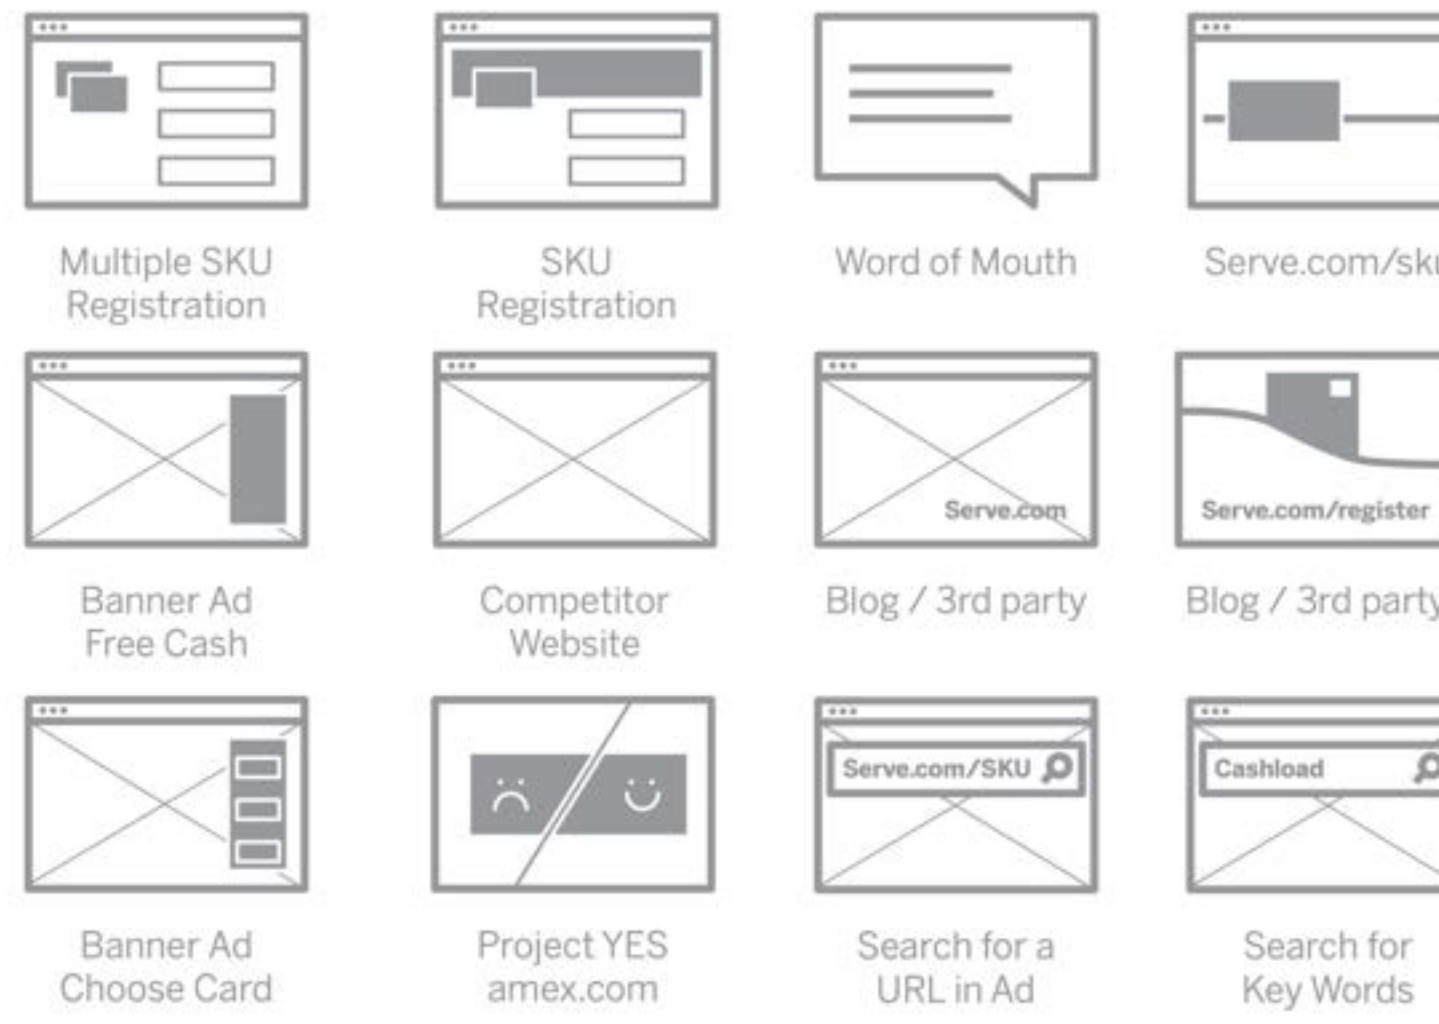 Multiple SKU
Registration
SKU
Registration
Word of Mouth
Serve.com/sku
Serve.com
Serve.com/register
Banner Ad
Free Cash
Competitor
Website
Blog / 3rd party
Blog / 3rd party
Serve.com/SKU
Cashload
Banner Ad
Choose Card
Project YES
amex.com
Search for a
URL in Ad
Search for
Key Words